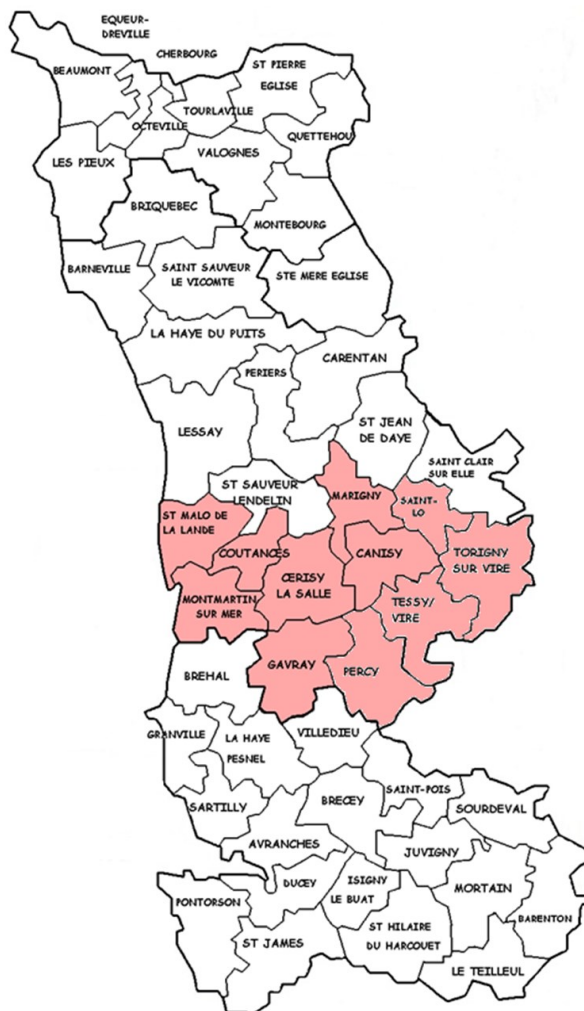 EQUEUR-
DREVILLE
CHERBOURG
BEAUMONT
ST PIERRE
EGLISE
OCTEVILLE
TOURLAVILLE
QUETTEHOU
LES PIEUX
VALOGNES
BRIQUEBEC
MONTEBOURG
BARNEVILLE
SAINT SAUVEUR
LE VICOMTE
STE MERE EGLISE
LA HAYE DU PUITS
CARENTAN
PERIERS
LESSAY
ST JEAN
DE DAYE
SAINT CLAIR
SUR ELLE
ST SAUVEUR
LENDELIN
MARIGNY
SAINT-
LO
ST MALO DE
LA LANDE
COUTANCES
CANISY
TORIGNY
SUR VIRE
CERISY
LA SALLE
MONTMARTIN
SUR MER
TESSY/
VIRE
GAVRAY
PERCY
BREHAL
GRANVILLE
LA HAYE
PESNEL
VILLEDIEU
SAINT-POIS
SARTILLY
BRECEY
SOURDEVAL
AVRANCHES
JUVIGNY
DUCEY
ISIGNY
LE BUAT
MORTAIN
PONTORSON
BARENTON
ST HILAIRE
DU HARCOUET
ST JAMES
LE TEILLEUL